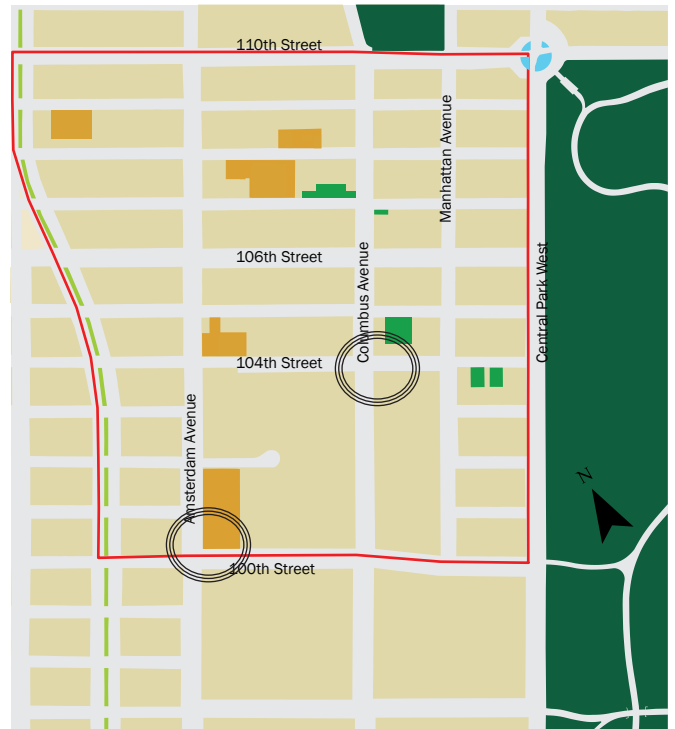 110th Street
Manhattan Avenue
106th Street
Columbus Avenue
Central Park West
104th Street
Amsterdam Avenue
N
100th Street